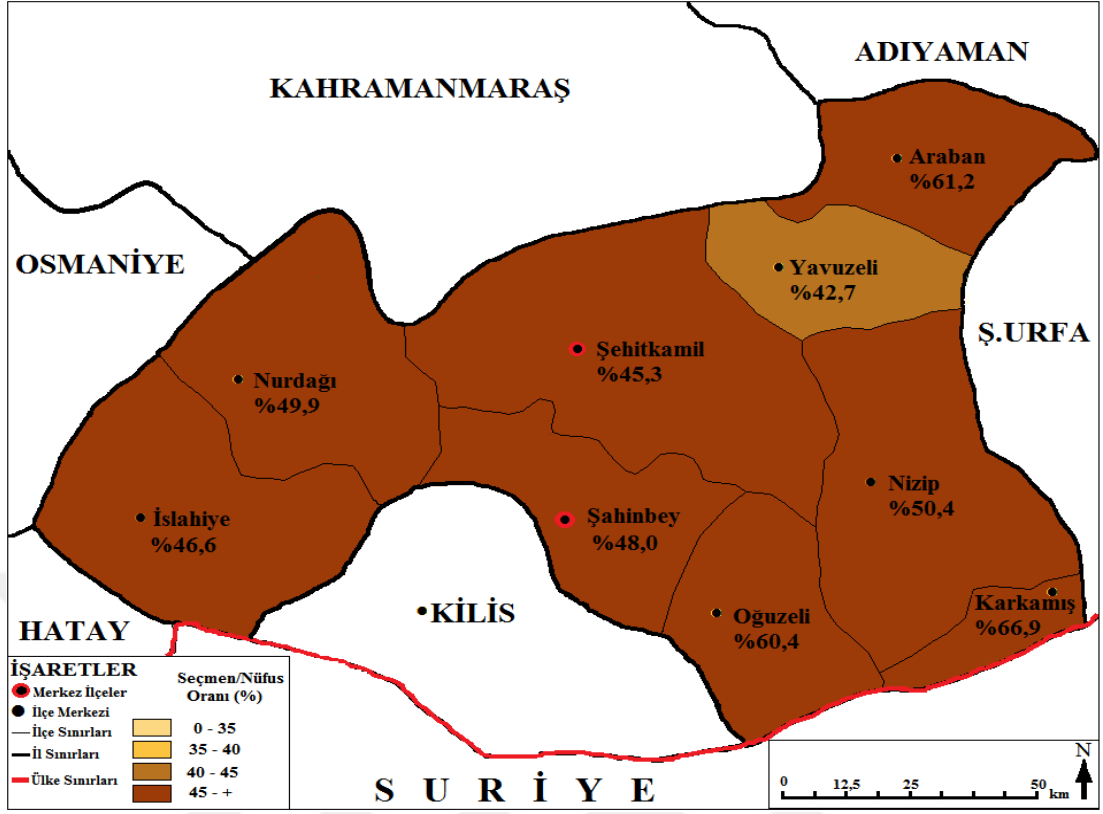 ADIYAMAN
KAHRAMANMARAŞ
Araban
%61,2
OSMANİYE
Yavuzeli
%42,7
Ş.URFA
Şehitkamil
%45,3
Nurdağı
%49,9
Nizip
%50,4
İslahiye
%46,6
Şahinbey
%48,0
Karkamış
%66,9
KİLİS
Oğuzeli
%60,4
HATAY
İŞARETLER
Merkez İlçeler
İlçe Merkezi
İlçe Sınırları
İl Sınırları
Ülke Sınırları
Seçmen/Nüfus
Oranı (%)
0 - 35
35 - 40
40 - 45
45 - +
SURİYE
N
0 12,5 25 50
km